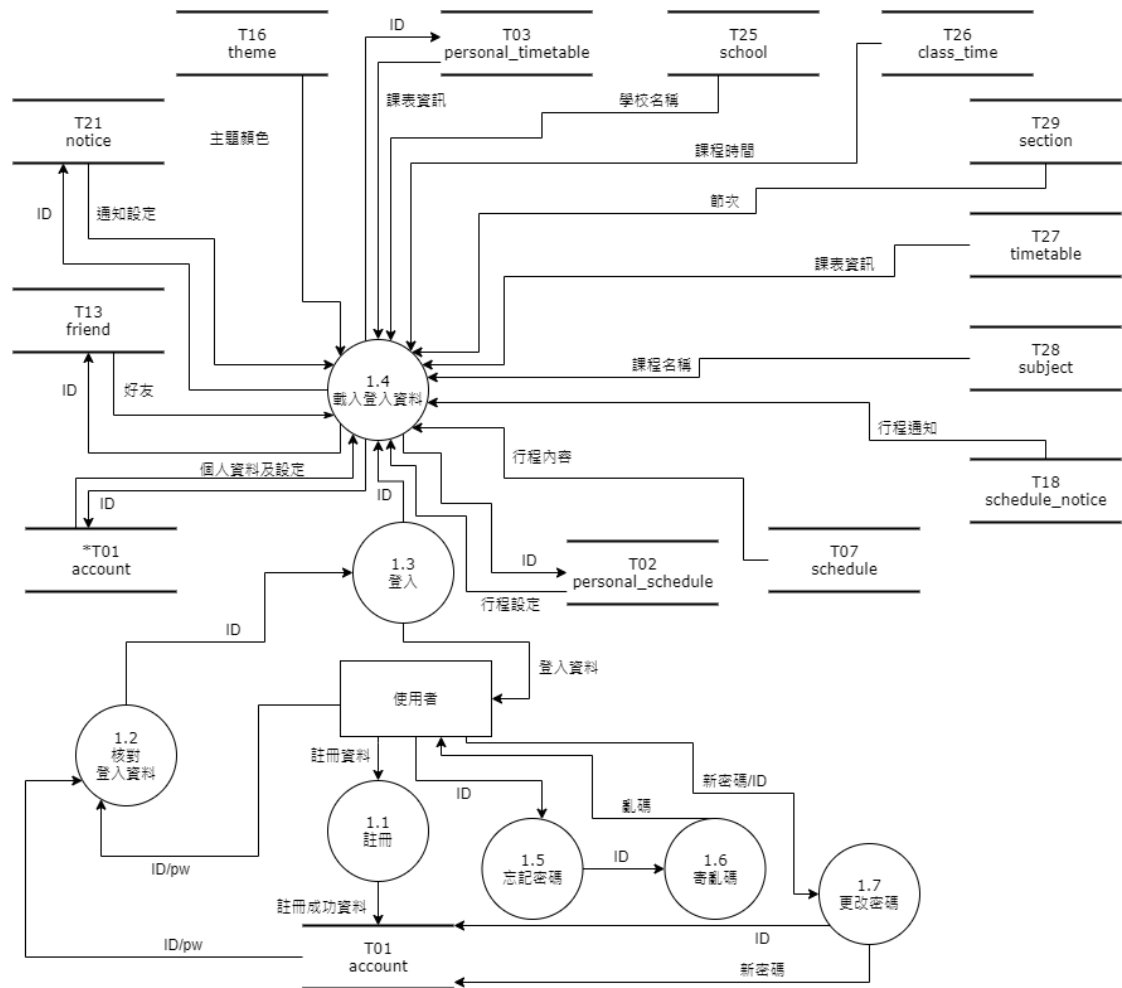 T16
theme
ID
T03
personal_timetable
T25
school
T26
class_time
課表資訊
學校名稱
T21
notice
主題顏色
課程時間
T29
section
ID
通知設定
節次
T27
timetable
課表資訊
T13
friend
T28
subject
課程名稱
ID
好友
1.4
載入登入資料
行程通知
行程內容
個人資料及設定
ID
ID
T18
schedule_notice
*T01
account
1.3
登入
ID
T02
personal_schedule
T07
schedule
行程設定
ID
登入資料
使用者
1.2
核對
登入資料
註冊資料
ID
新密碼/ID
亂碼
1.1
註冊
1.5
忘記密碼
ID
1.6
寄亂碼
ID/pw
1.7
更改密碼
註冊成功資料
ID/pw
T01
account
ID
新密碼